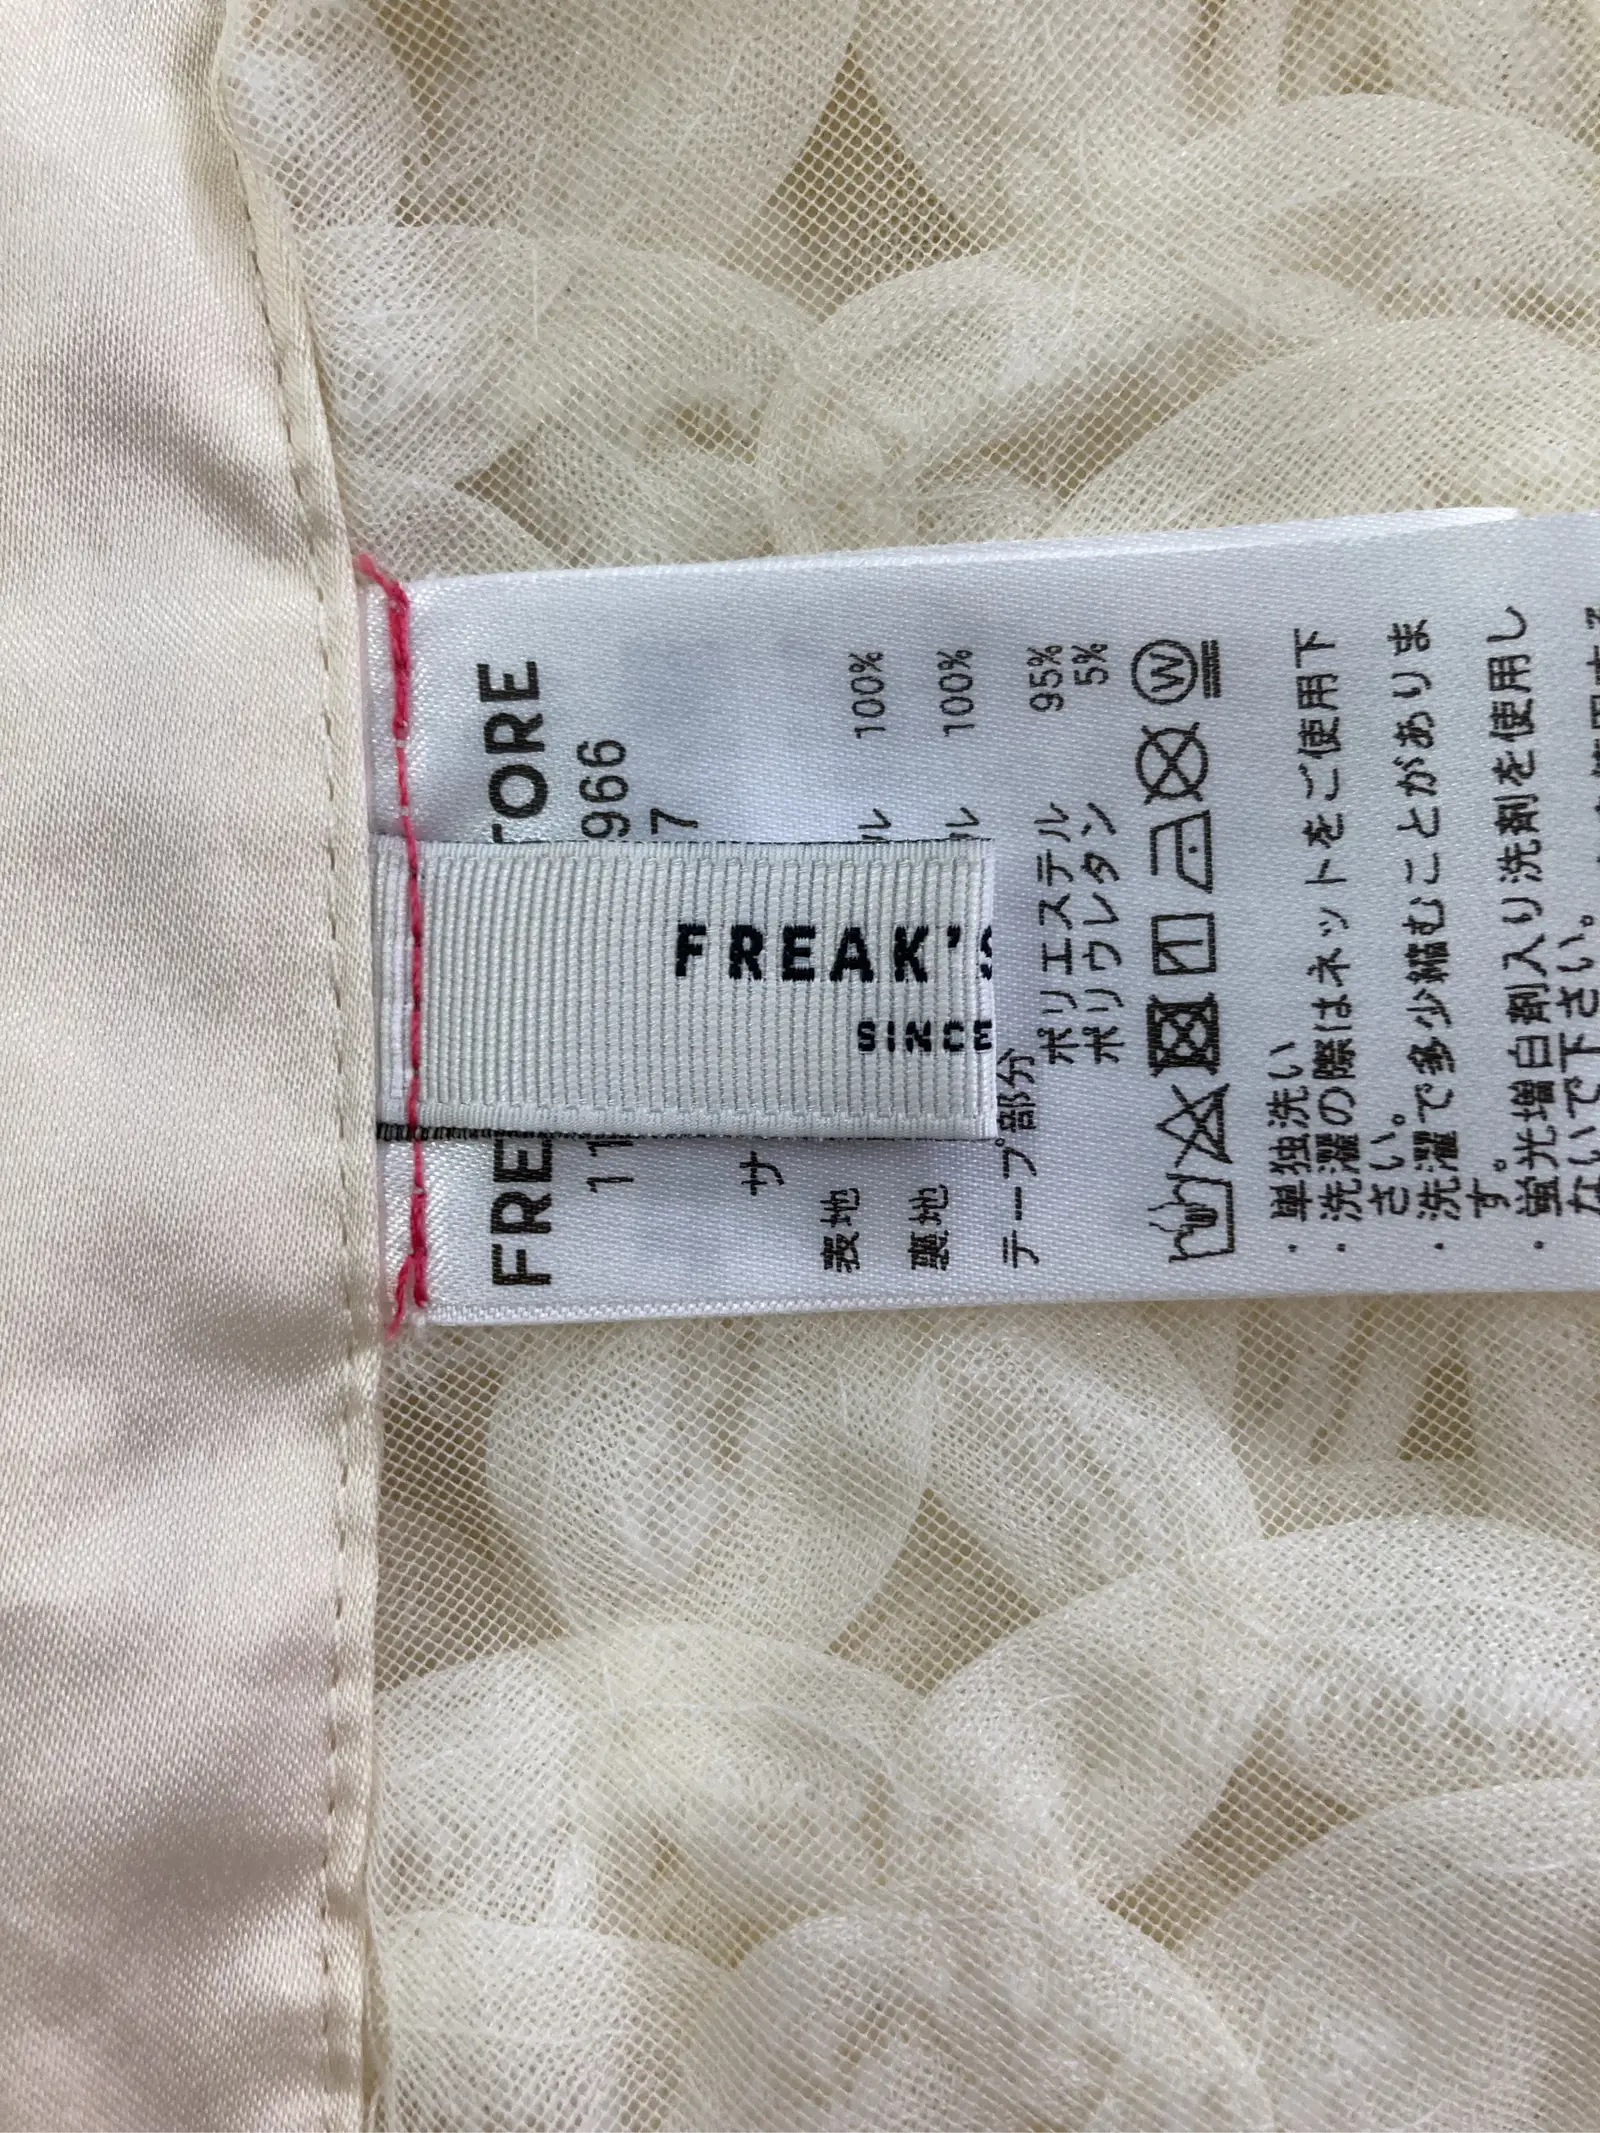 FREAK'S
SINCE
FRE TORE
11 966
7
サ
表地 ル 100%
裏地 ル 100%
テープ部分
ポリエステル 95%
ポリウレタン 5%
・単独洗い
・洗濯の際はネットをご使用下
さい。
・洗濯で多少縮むことがありま
す。
・蛍光増白剤入り洗剤を使用し
ないで下さい。